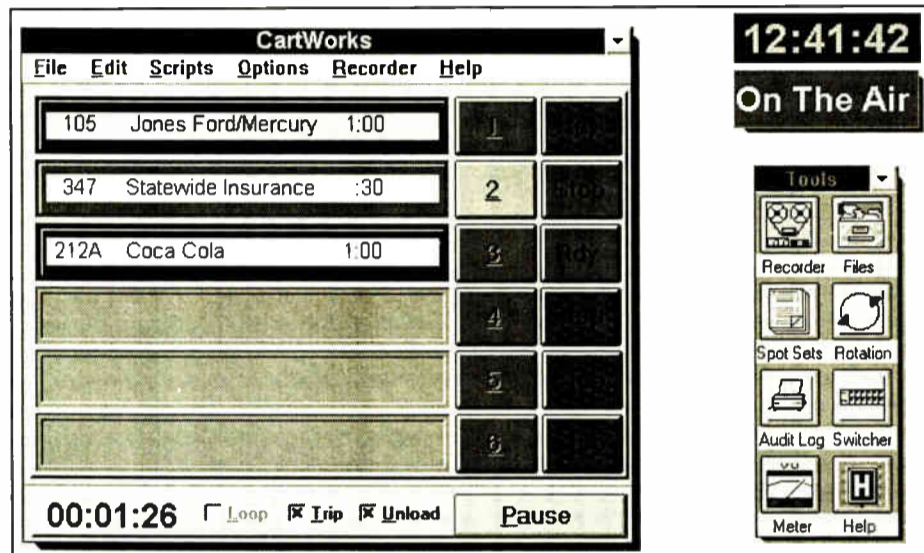 CartWorks
File Edit Scripts Options Recorder Help
105 Jones Ford/Mercury 1:00 1
347 Statewide Insurance :30 2 Stop
212A Coca Cola 1:00 3 Rdy
4
5
6
00:01:26 Loop Trip Unload Pause
12:41:42
On The Air
Tools
Recorder Files
Spot Sets Rotation
Audit Log Switcher
VU
H
Meter Help